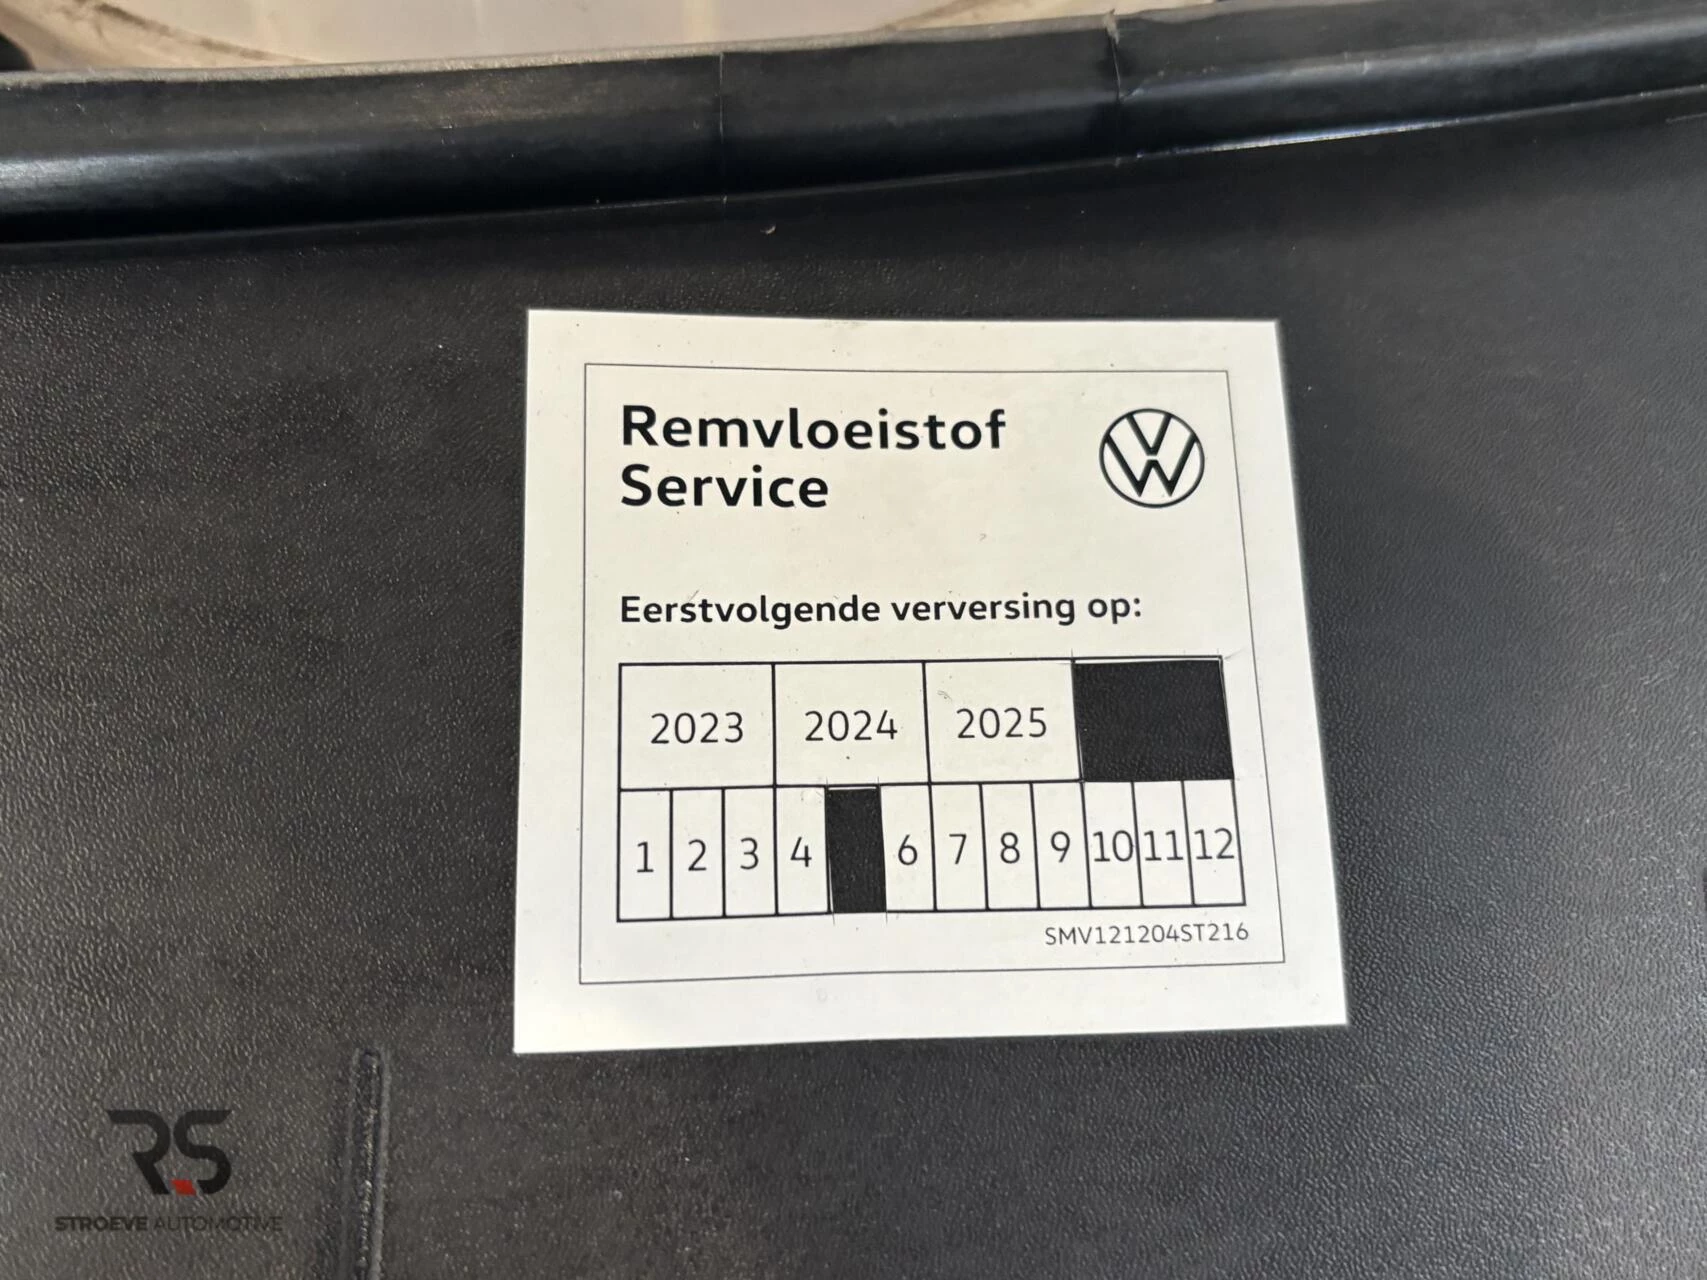 Remvloeistof
Service
Eerstvolgende verversing op:
2023 2024 2025
1 2 3 4 6 7 8 9 10 11 12
SMV121204ST216
RS
STROEVE AUTOMOTIVE